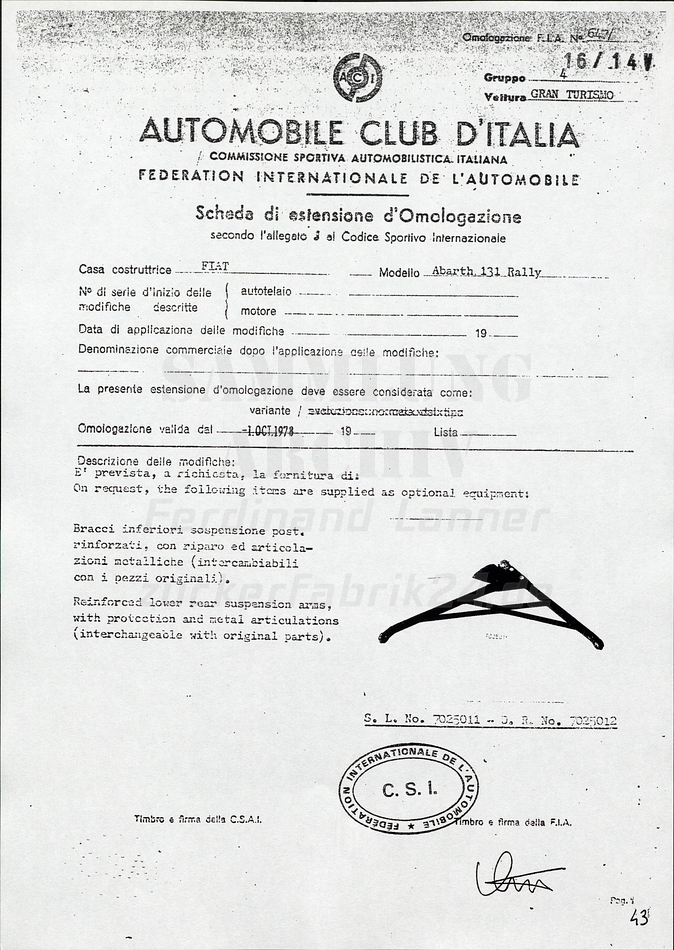 Omologazione F.I.A. No 647/
16/14V
Gruppo 4
Vettura GRAN TURISMO
A C I
AUTOMOBILE CLUB D'ITALIA
COMMISSIONE SPORTIVA AUTOMOBILISTICA ITALIANA
FEDERATION INTERNATIONALE DE L'AUTOMOBILE
Scheda di estensione d'Omologazione
secondo l'allegato J al Codice Sportivo Internazionale
Casa costruttrice FIAT Modello Abarth 131 Rally
No di serie d'inizio delle modifiche descritte { autotelaio
motore
Data di applicazione delle modifiche 19
Denominazione commerciale dopo l'applicazione delle modifiche:
La presente estensione d'omologazione deve essere considerata come:
variante /
Omologazione valida dal -1.OCT.1978 19 Lista
Descrizione delle modifiche:
E' prevista, a richiesta, la fornitura di:
On request, the following items are supplied as optional equipment:
Bracci inferiori sospensione post.
rinforzati, con riparo ed articola-
zioni metalliche (intercambiabili
con i pezzi originali).
Reinforced lower rear suspension arms,
with protection and metal articulations
(interchangeable with original parts).
S. L. No. 7025011 - S. R. No. 7025012
FEDERATION INTERNATIONALE DE L'AUTOMOBILE ★
C. S. I.
Timbro e firma della C.S.A.I.
Timbro e firma della F.I.A.
Pag. 1
43
SAMMLUNG
ARCHIV
Ferdinand Lanner